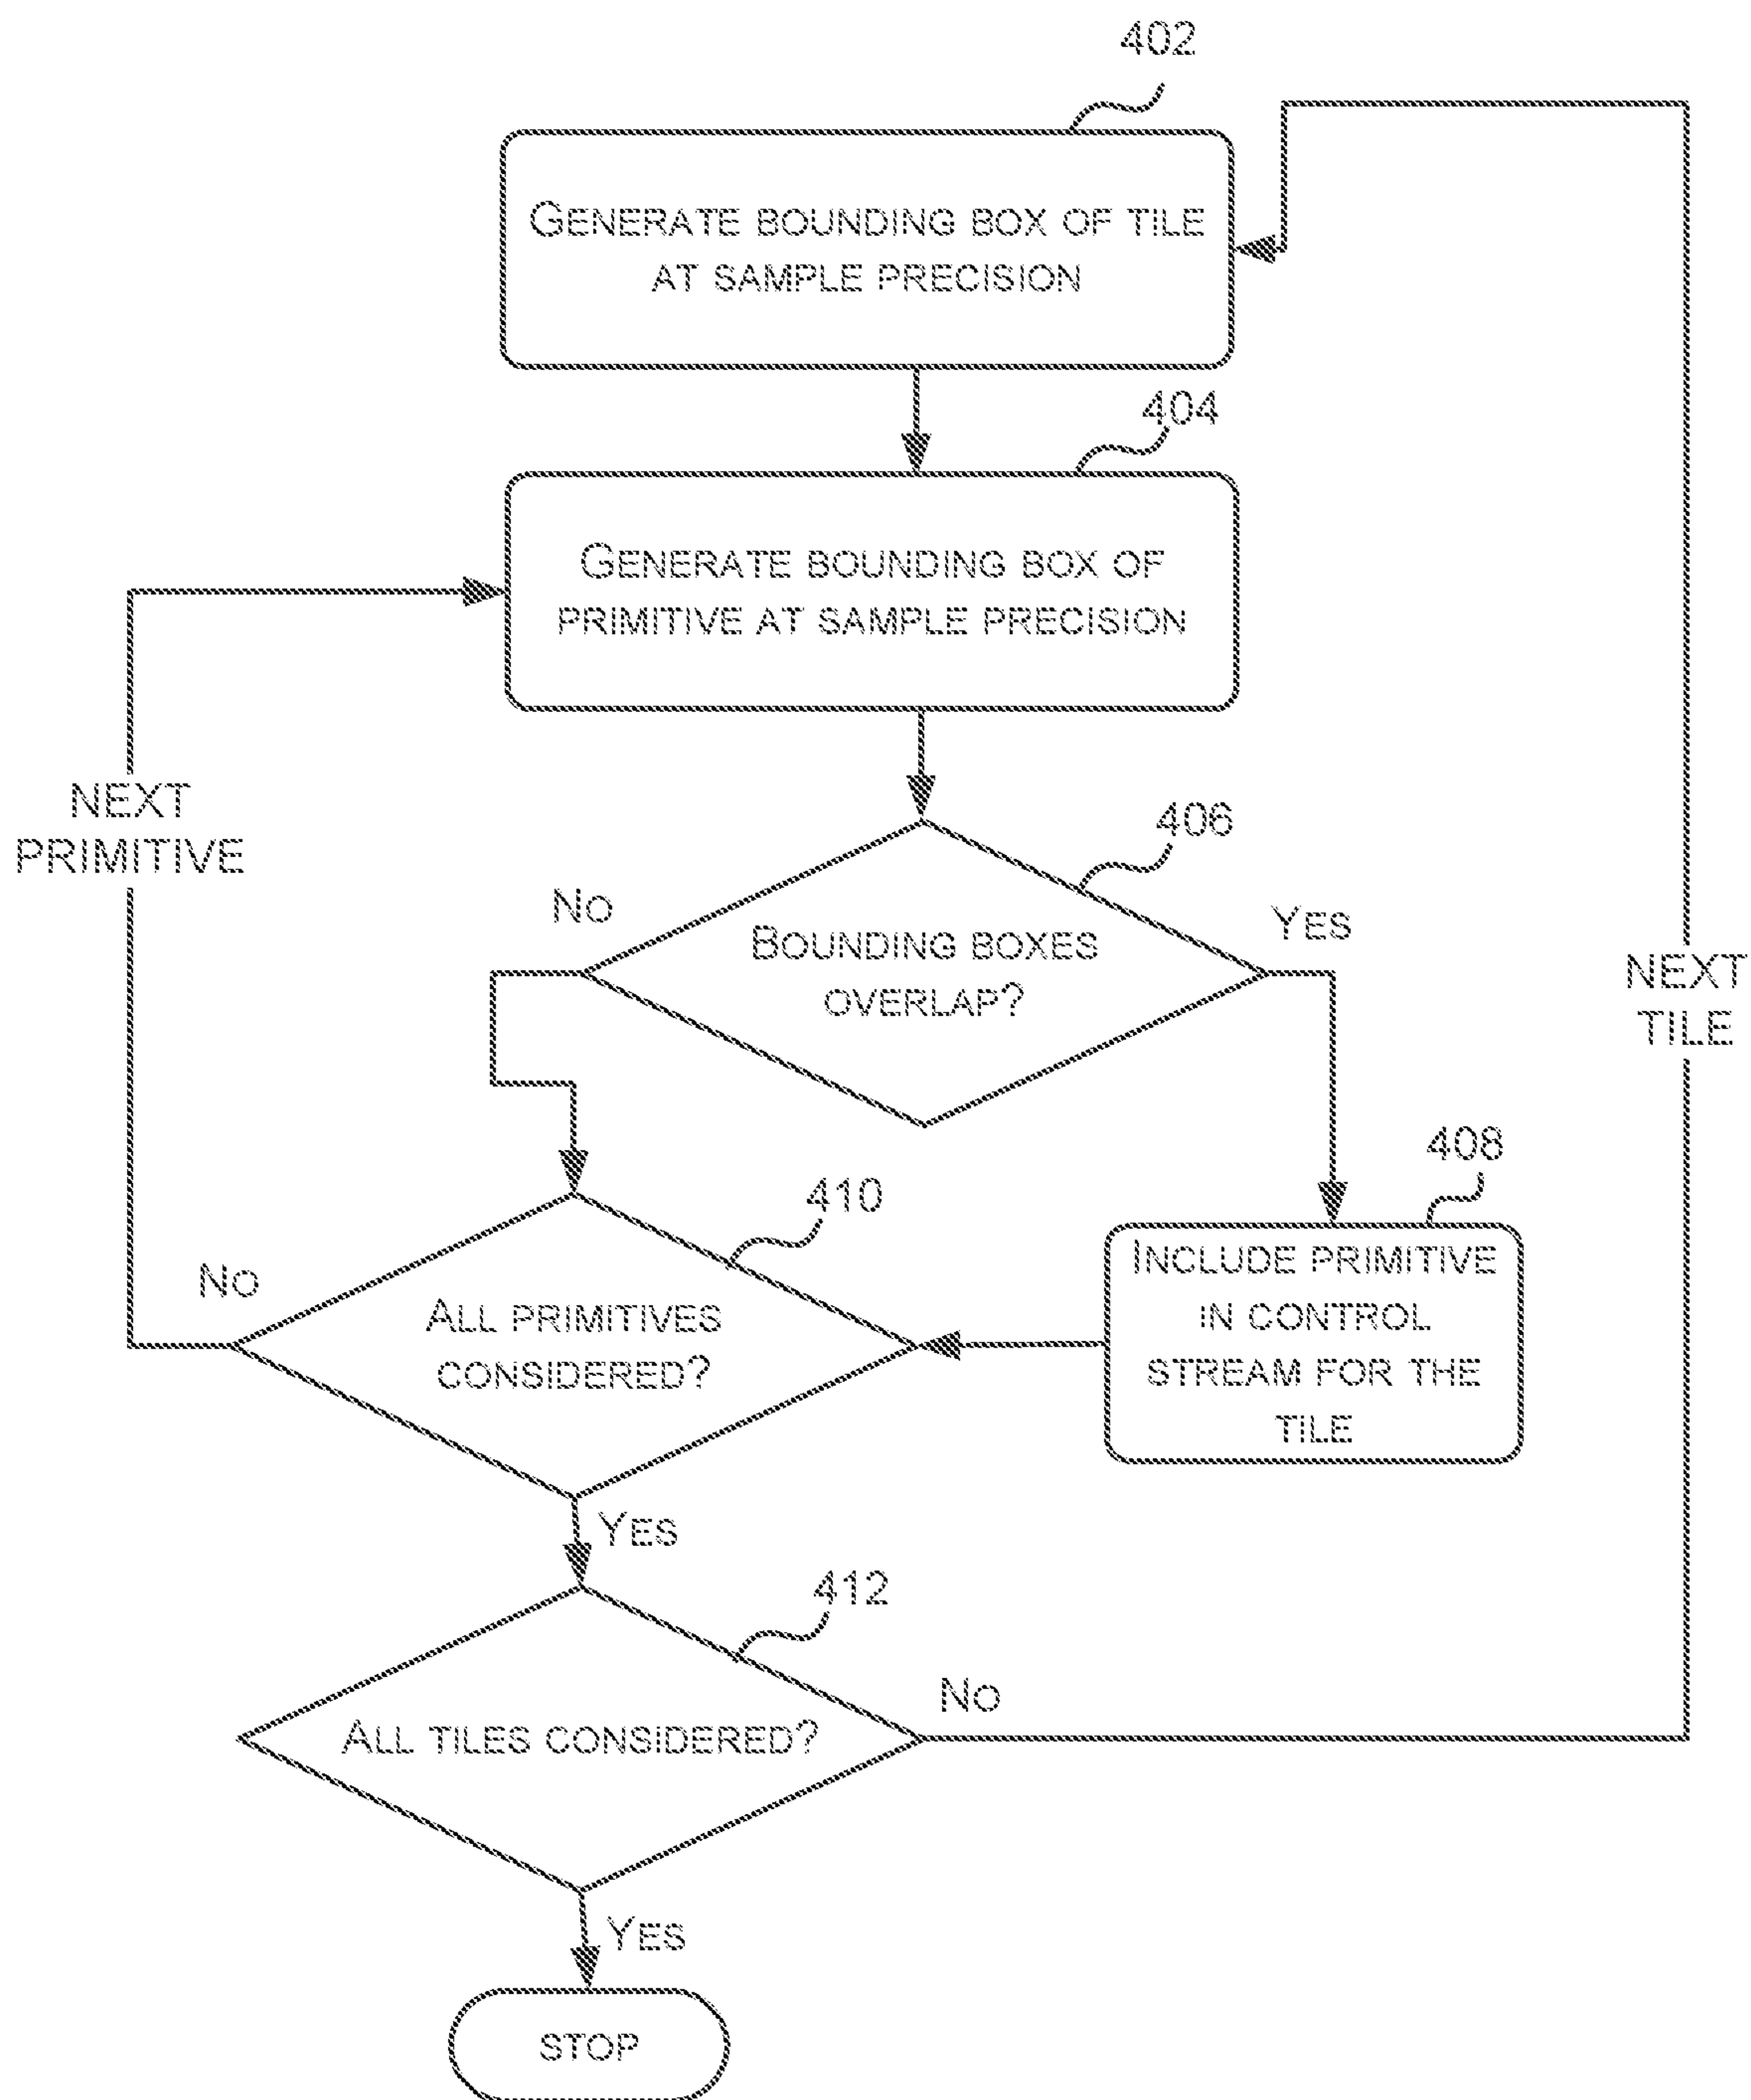 402
GENERATE BOUNDING BOX OF TILE
AT SAMPLE PRECISION
404
GENERATE BOUNDING BOX OF
PRIMITIVE AT SAMPLE PRECISION
NEXT
PRIMITIVE
406
NO
YES
BOUNDING BOXES
OVERLAP?
NEXT
TILE
408
410
INCLUDE PRIMITIVE
IN CONTROL
STREAM FOR THE
TILE
NO
ALL PRIMITIVES
CONSIDERED?
YES
412
NO
ALL TILES CONSIDERED?
YES
STOP